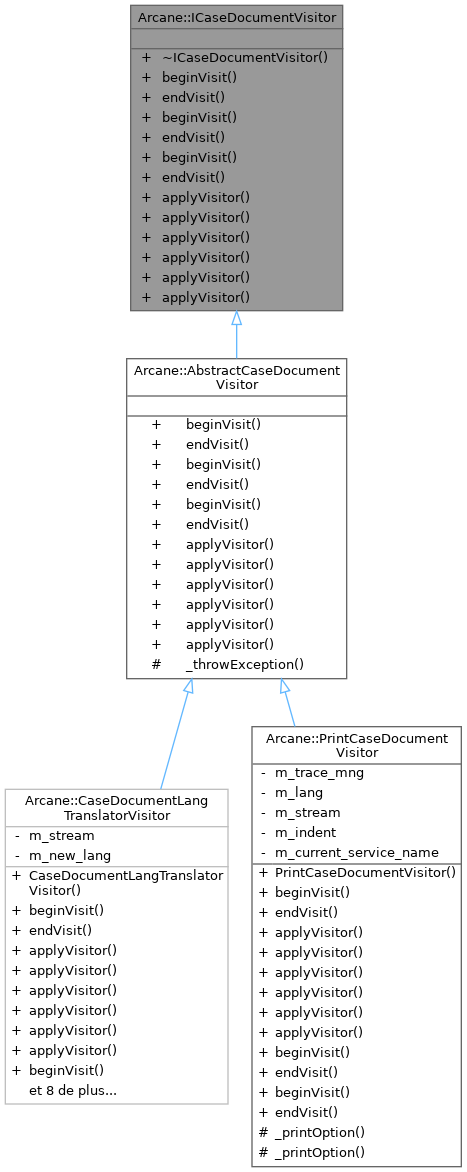 Arcane::ICaseDocumentVisitor
+ ~ICaseDocumentVisitor()
+ beginVisit()
+ endVisit()
+ beginVisit()
+ endVisit()
+ beginVisit()
+ endVisit()
+ applyVisitor()
+ applyVisitor()
+ applyVisitor()
+ applyVisitor()
+ applyVisitor()
+ applyVisitor()
Arcane::AbstractCaseDocument
Visitor
+ beginVisit()
+ endVisit()
+ beginVisit()
+ endVisit()
+ beginVisit()
+ endVisit()
+ applyVisitor()
+ applyVisitor()
+ applyVisitor()
+ applyVisitor()
+ applyVisitor()
+ applyVisitor()
# _throwException()
Arcane::CaseDocumentLang
TranslatorVisitor
- m_stream
- m_new_lang
+ CaseDocumentLangTranslator
Visitor()
+ beginVisit()
+ endVisit()
+ applyVisitor()
+ applyVisitor()
+ applyVisitor()
+ applyVisitor()
+ applyVisitor()
+ applyVisitor()
+ beginVisit()
et 8 de plus...
Arcane::PrintCaseDocument
Visitor
- m_trace_mng
- m_lang
- m_stream
- m_indent
- m_current_service_name
+ PrintCaseDocumentVisitor()
+ beginVisit()
+ endVisit()
+ applyVisitor()
+ applyVisitor()
+ applyVisitor()
+ applyVisitor()
+ applyVisitor()
+ applyVisitor()
+ beginVisit()
+ endVisit()
+ beginVisit()
+ endVisit()
# _printOption()
# _printOption()